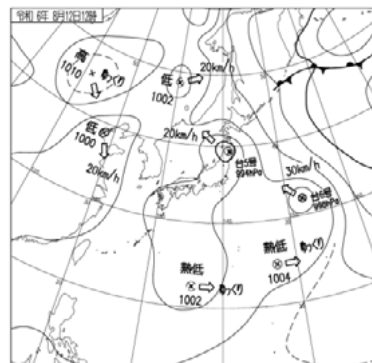 令和 6年 8月12日12時
高
1010
ゆっくり
低
1002
20km/h
低
1000
20km/h
20km/h
台5号
994hPa
30km/h
台6号
998hPa
熱低
1002
ゆっくり
熱低
1004
ゆっくり